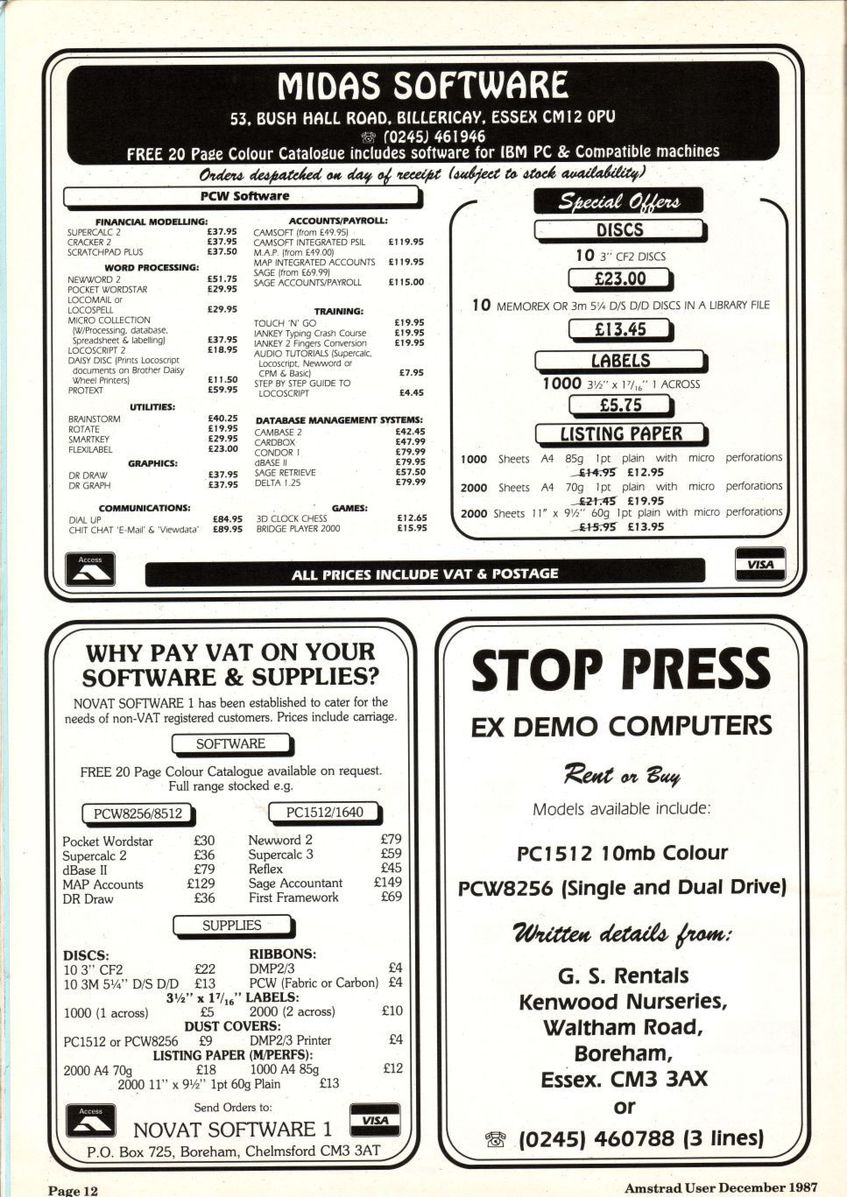 MIDAS SOFTWARE
53, BUSH HALL ROAD, BILLERICAY, ESSEX CM12 0PU
☏ (0245) 461946
FREE 20 Page Colour Catalogue includes software for IBM PC & Compatible machines
Orders despatched on day of receipt (subject to stock availability)
PCW Software
FINANCIAL MODELLING:
SUPERCALC 2 £37.95
CRACKER 2 £37.95
SCRATCHPAD PLUS £37.50
WORD PROCESSING:
NEWWORD 2 £51.75
POCKET WORDSTAR £29.95
LOCOMAIL or
LOCOSPELL £29.95
MICRO COLLECTION
(W/Processing, database,
Spreadsheet & labelling) £37.95
LOCOSCRIPT 2 £18.95
DAISY DISC (Prints Locoscript
documents on Brother Daisy
Wheel Printers) £11.50
PROTEXT £59.95
UTILITIES:
BRAINSTORM £40.25
ROTATE £19.95
SMARTKEY £29.95
FLEXILABEL £23.00
GRAPHICS:
DR DRAW £37.95
DR GRAPH £37.95
COMMUNICATIONS:
DIAL UP £84.95
CHIT CHAT 'E-Mail' & 'Viewdata' £89.95
ACCOUNTS/PAYROLL:
CAMSOFT (from £49.95)
CAMSOFT INTEGRATED PSIL £119.95
M.A.P. (from £49.00)
MAP INTEGRATED ACCOUNTS £119.95
SAGE (from £69.99)
SAGE ACCOUNTS/PAYROLL £115.00
TRAINING:
TOUCH 'N' GO £19.95
IANKEY Typing Crash Course £19.95
IANKEY 2 Fingers Conversion £19.95
AUDIO TUTORIALS (Supercalc,
Locoscript, Newword or
CPM & Basic) £7.95
STEP BY STEP GUIDE TO
LOCOSCRIPT £4.45
DATABASE MANAGEMENT SYSTEMS:
CAMBASE 2 £42.45
CARDBOX £47.99
CONDOR 1 £79.99
dBASE II £79.95
SAGE RETRIEVE £57.50
DELTA 1.25 £79.99
GAMES:
3D CLOCK CHESS £12.65
BRIDGE PLAYER 2000 £15.95
Special Offers
DISCS
10 3" CF2 DISCS
£23.00
10 MEMOREX OR 3m 5¼ D/S D/D DISCS IN A LIBRARY FILE
£13.45
LABELS
1000 3½" x 1⁷/₁₆" 1 ACROSS
£5.75
LISTING PAPER
1000 Sheets A4 85g 1pt plain with micro perforations
£14.95 £12.95
2000 Sheets A4 70g 1pt plain with micro perforations
£21.45 £19.95
2000 Sheets 11" x 9½" 60g 1pt plain with micro perforations
£15.95 £13.95
Access
ALL PRICES INCLUDE VAT & POSTAGE
VISA
WHY PAY VAT ON YOUR
SOFTWARE & SUPPLIES?
NOVAT SOFTWARE 1 has been established to cater for the
needs of non-VAT registered customers. Prices include carriage.
SOFTWARE
FREE 20 Page Colour Catalogue available on request.
Full range stocked e.g.
PCW8256/8512 PC1512/1640
Pocket Wordstar £30 Newword 2 £79
Supercalc 2 £36 Supercalc 3 £59
dBase II £79 Reflex £45
MAP Accounts £129 Sage Accountant £149
DR Draw £36 First Framework £69
SUPPLIES
DISCS: RIBBONS:
10 3" CF2 £22 DMP2/3 £4
10 3M 5¼" D/S D/D £13 PCW (Fabric or Carbon) £4
3½" x 1⁷/₁₆" LABELS:
1000 (1 across) £5 2000 (2 across) £10
DUST COVERS:
PC1512 or PCW8256 £9 DMP2/3 Printer £4
LISTING PAPER (M/PERFS):
2000 A4 70g £18 1000 A4 85g £12
2000 11" x 9½" 1pt 60g Plain £13
Access
Send Orders to:
NOVAT SOFTWARE 1
VISA
P.O. Box 725, Boreham, Chelmsford CM3 3AT
STOP PRESS
EX DEMO COMPUTERS
Rent or Buy
Models available include:
PC1512 10mb Colour
PCW8256 (Single and Dual Drive)
Written details from:
G. S. Rentals
Kenwood Nurseries,
Waltham Road,
Boreham,
Essex. CM3 3AX
or
☏ (0245) 460788 (3 lines)
Page 12
Amstrad User December 1987